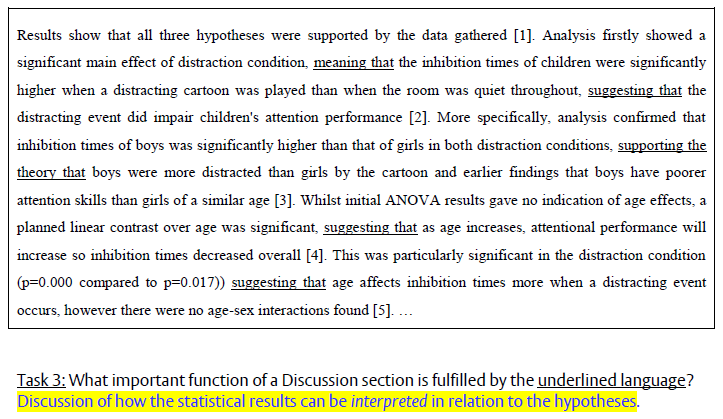 Results show that all three hypotheses were supported by the data gathered [1]. Analysis firstly showed a
significant main effect of distraction condition, meaning that the inhibition times of children were significantly
higher when a distracting cartoon was played than when the room was quiet throughout, suggesting that the
distracting event did impair children's attention performance [2]. More specifically, analysis confirmed that
inhibition times of boys was significantly higher than that of girls in both distraction conditions, supporting the
theory that boys were more distracted than girls by the cartoon and earlier findings that boys have poorer
attention skills than girls of a similar age [3]. Whilst initial ANOVA results gave no indication of age effects, a
planned linear contrast over age was significant, suggesting that as age increases, attentional performance will
increase so inhibition times decreased overall [4]. This was particularly significant in the distraction condition
(p=0.000 compared to p=0.017)) suggesting that age affects inhibition times more when a distracting event
occurs, however there were no age-sex interactions found [5]. …
Task 3: What important function of a Discussion section is fulfilled by the underlined language?
Discussion of how the statistical results can be interpreted in relation to the hypotheses.